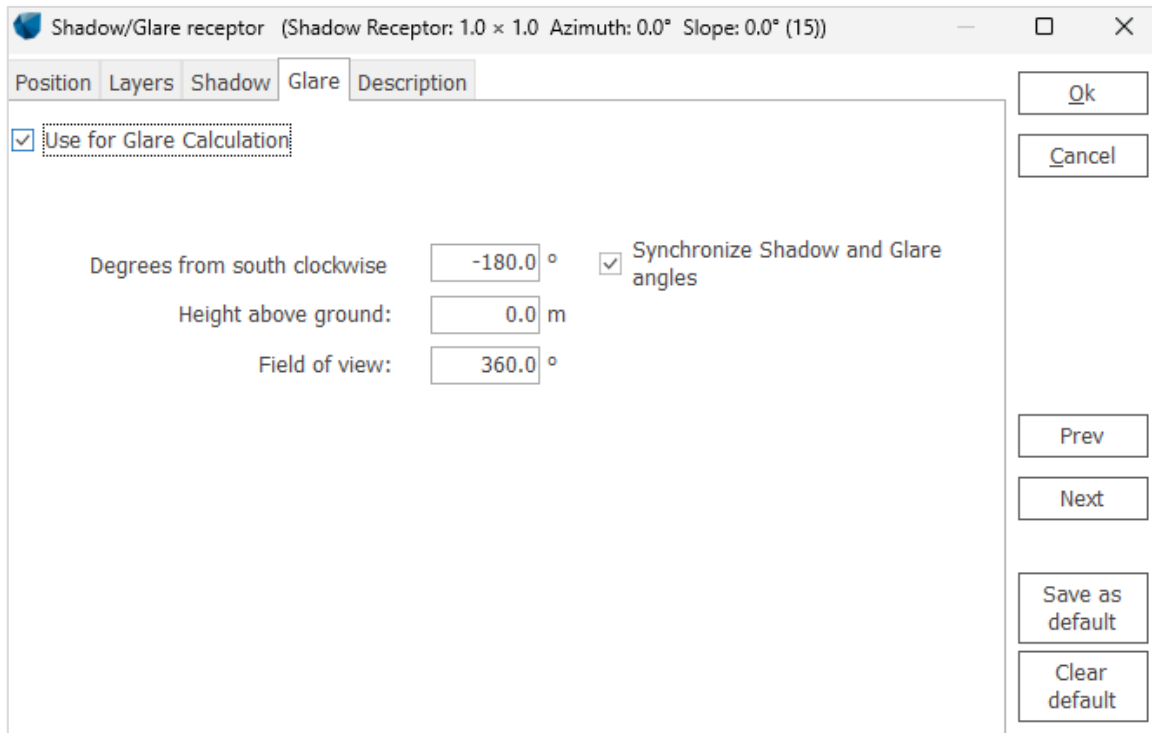 Shadow/Glare receptor (Shadow Receptor: 1.0 × 1.0 Azimuth: 0.0° Slope: 0.0° (15))
Position Layers Shadow Glare Description
Ok
Use for Glare Calculation
Cancel
Degrees from south clockwise -180.0 ° Synchronize Shadow and Glare
angles
Height above ground: 0.0 m
Field of view: 360.0 °
Prev
Next
Save as
default
Clear
default